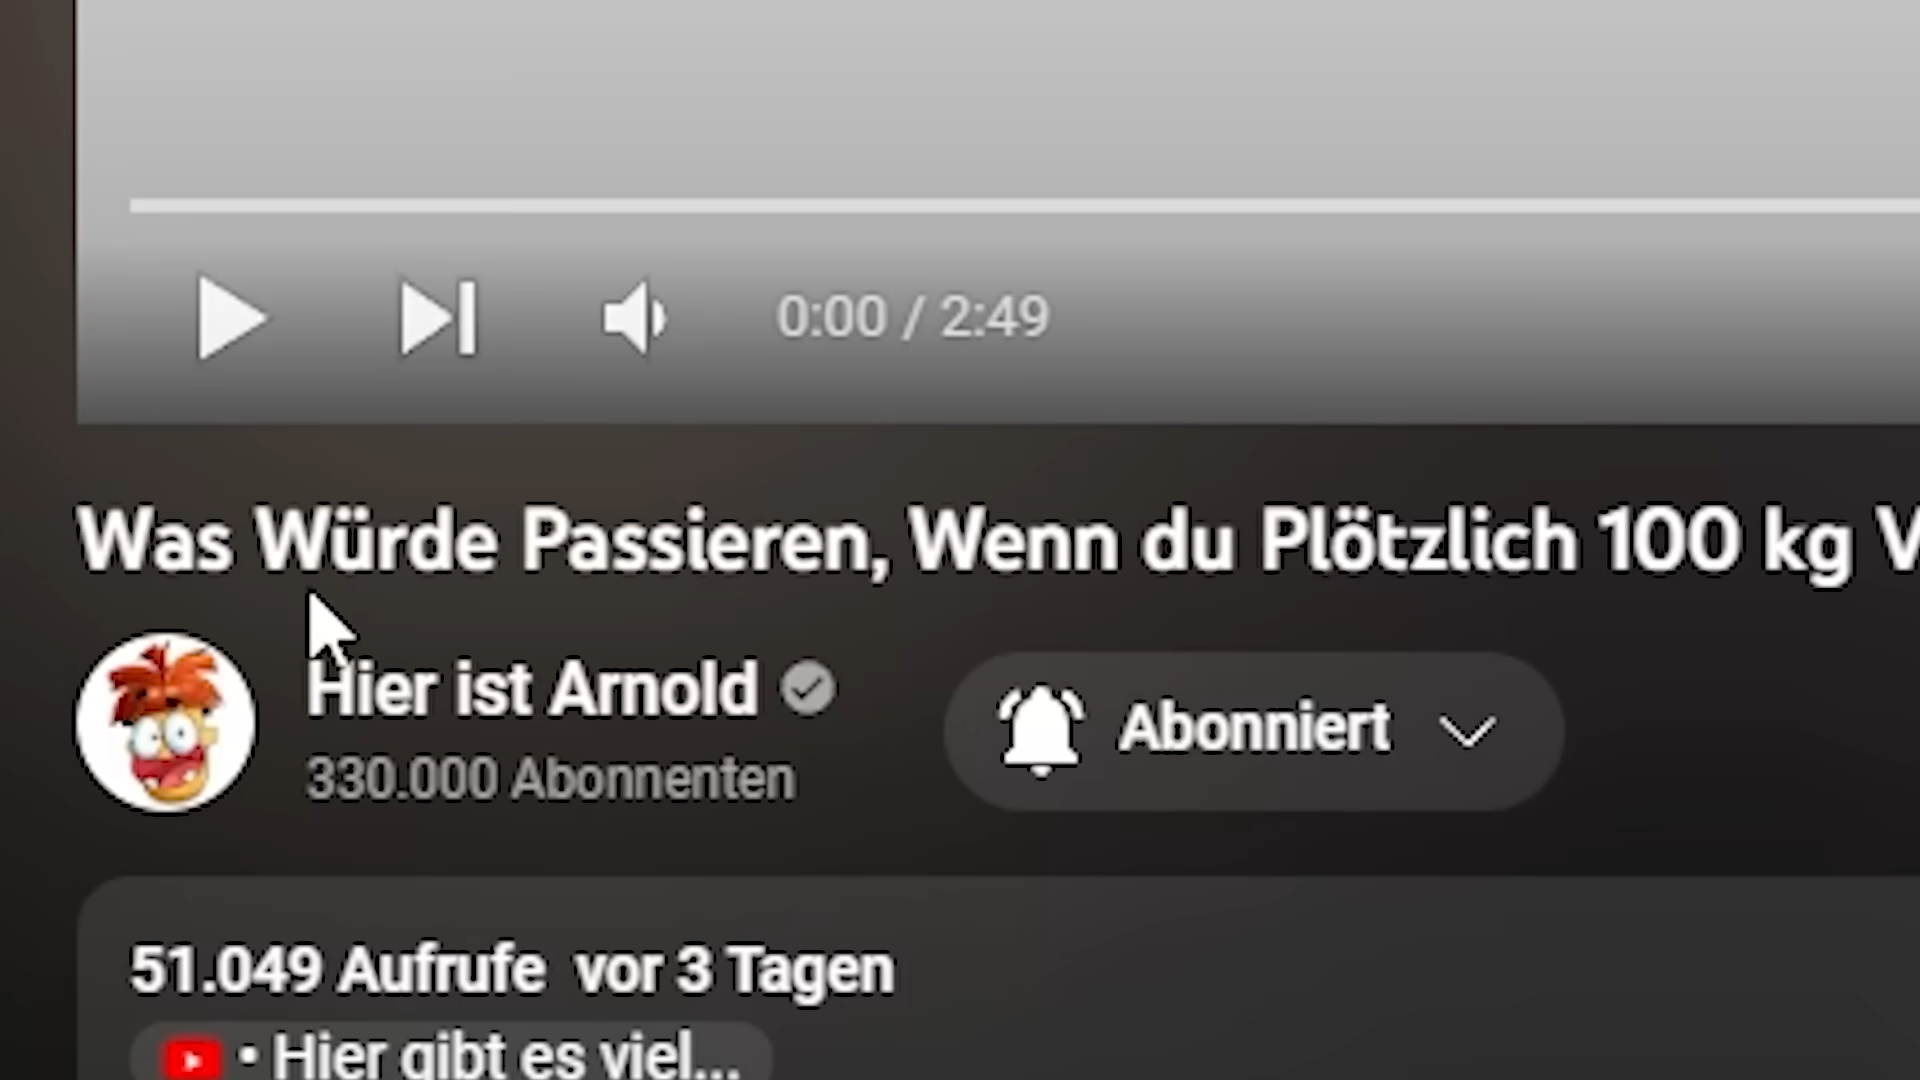 0:00 / 2:49
Was Würde Passieren, Wenn du Plötzlich 100 kg
Hier ist Arnold
330.000 Abonnenten
Abonniert
51.049 Aufrufe vor 3 Tagen
• Hier gibt es viel...